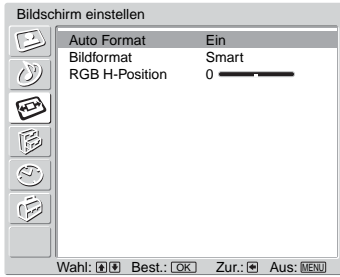 Bildschirm einstellen
Auto Format Ein
Bildformat Smart
RGB H-Position 0
Wahl: Best.: OK Zur.: Aus: MENU